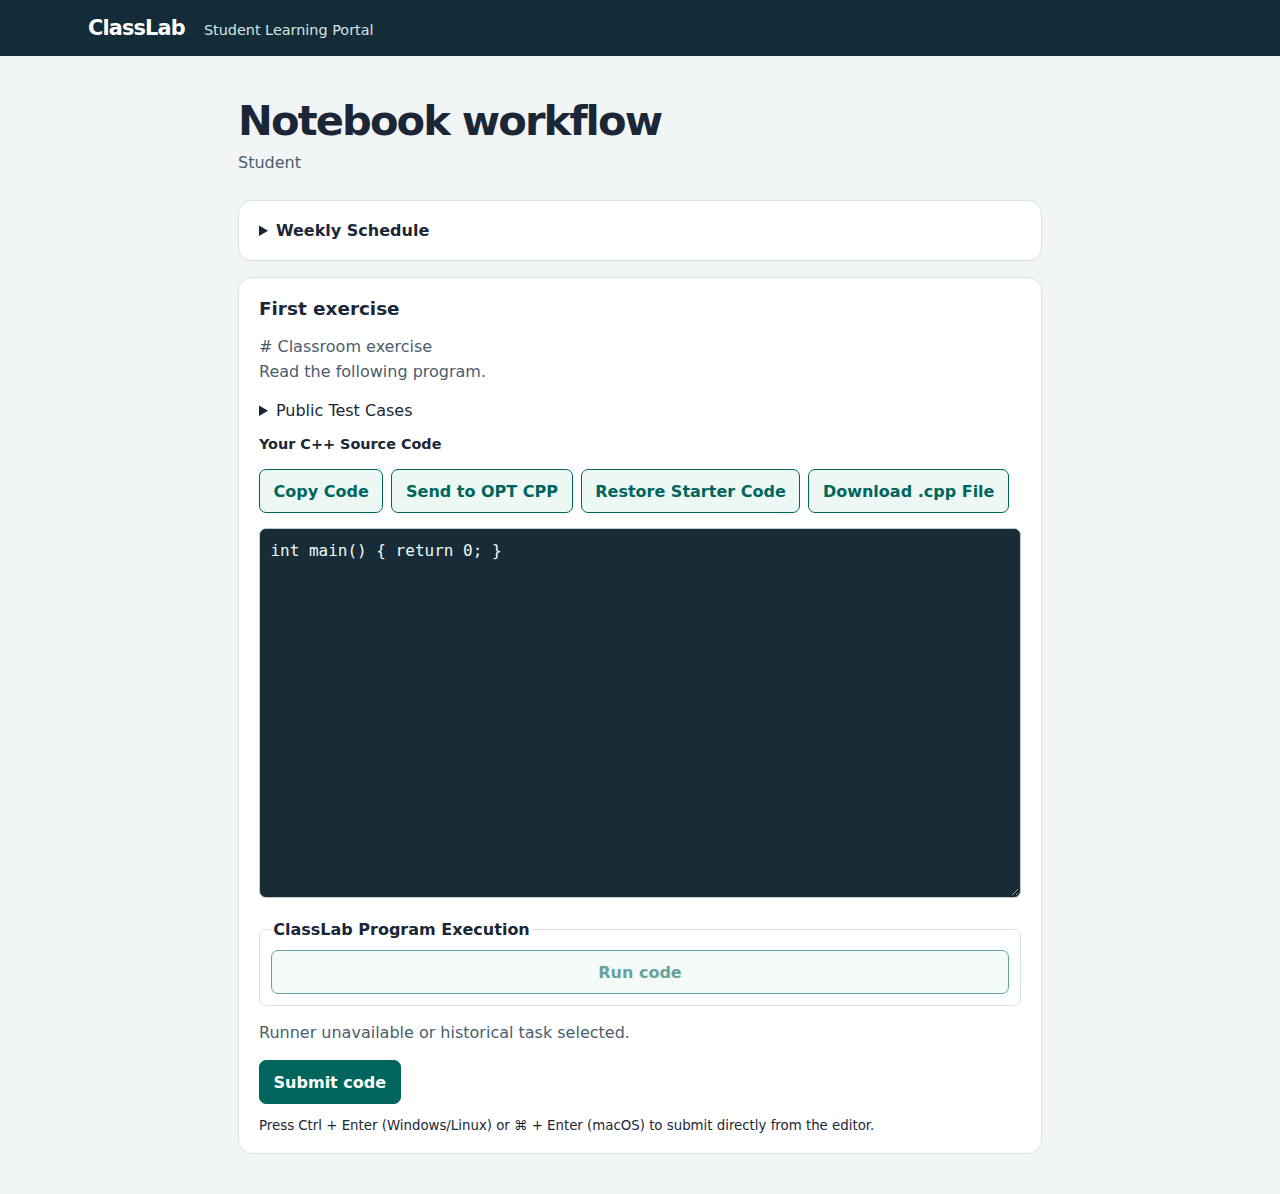 ClassLab Student Learning Portal
Notebook workflow
Student
Weekly Schedule
First exercise
# Classroom exercise
Read the following program.
Public Test Cases
Your C++ Source Code
Copy Code Send to OPT CPP Restore Starter Code Download .cpp File
int main() { return 0; }
ClassLab Program Execution
Run code
Runner unavailable or historical task selected.
Submit code
Press Ctrl + Enter (Windows/Linux) or ⌘ + Enter (macOS) to submit directly from the editor.